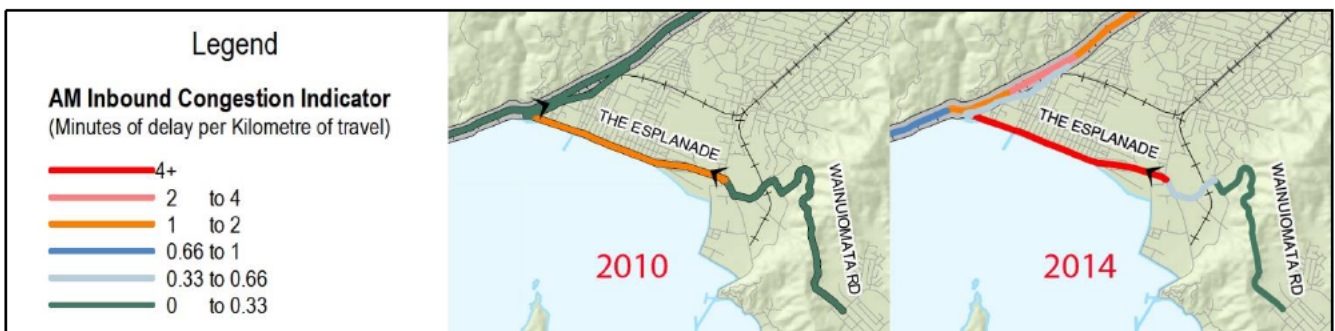 Legend
AM Inbound Congestion Indicator
(Minutes of delay per Kilometre of travel)
4+
2 to 4
1 to 2
0.66 to 1
0.33 to 0.66
0 to 0.33
THE ESPLANADE
WAINUIOMATA RD
2010
THE ESPLANADE
WAINUIOMATA RD
2014